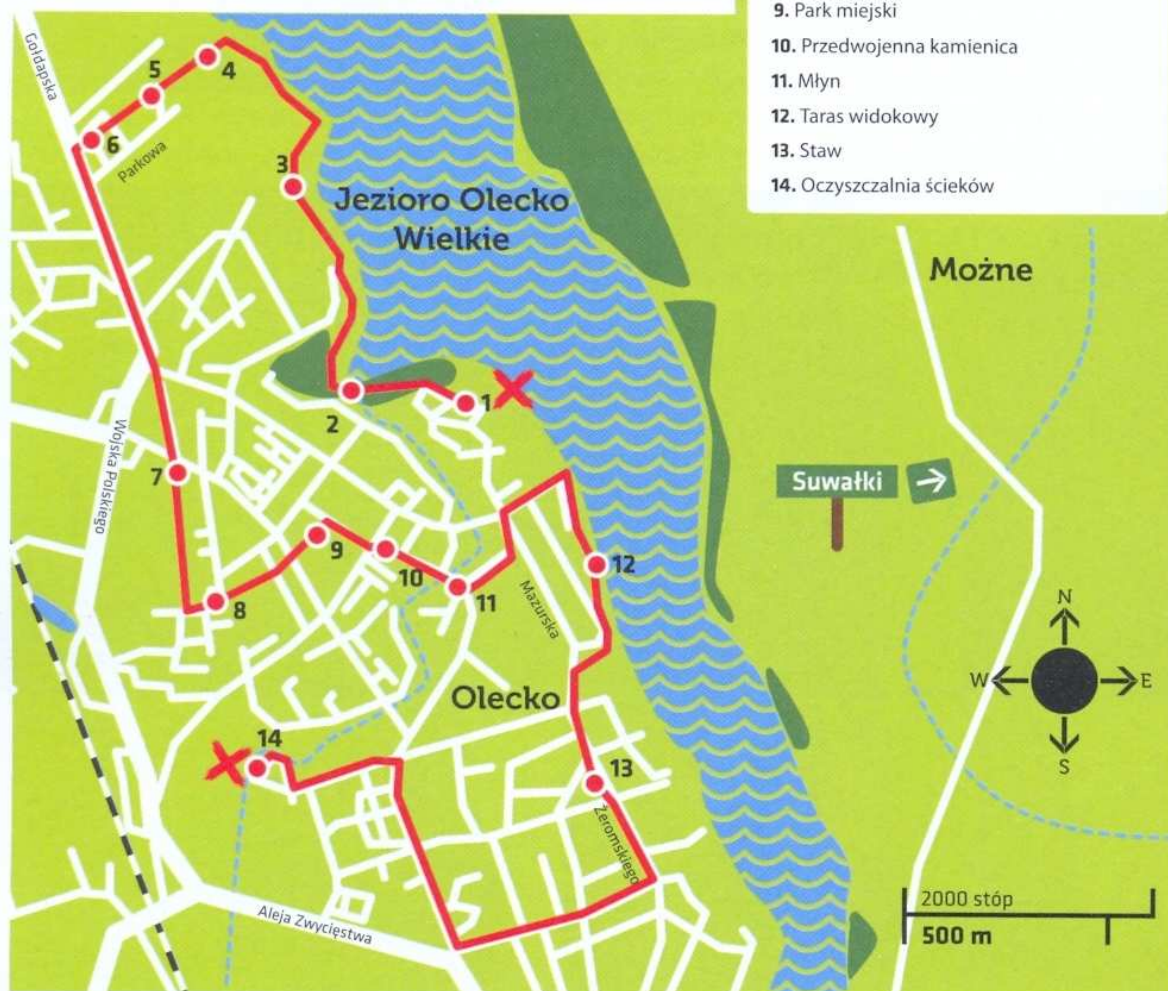 9. Park miejski
10. Przedwojenna kamienica
11. Młyn
12. Taras widokowy
13. Staw
14. Oczyszczalnia ścieków
Gołdapska
5
4
6
Parkowa
3
Jezioro Olecko
Wielkie
Możne
1
2
Wojska Polskiego
7
Suwałki
9
10
12
8
11
Mazurska
N
W
E
S
Olecko
14
13
Żeromskiego
Aleja Zwycięstwa
2000 stóp
500 m